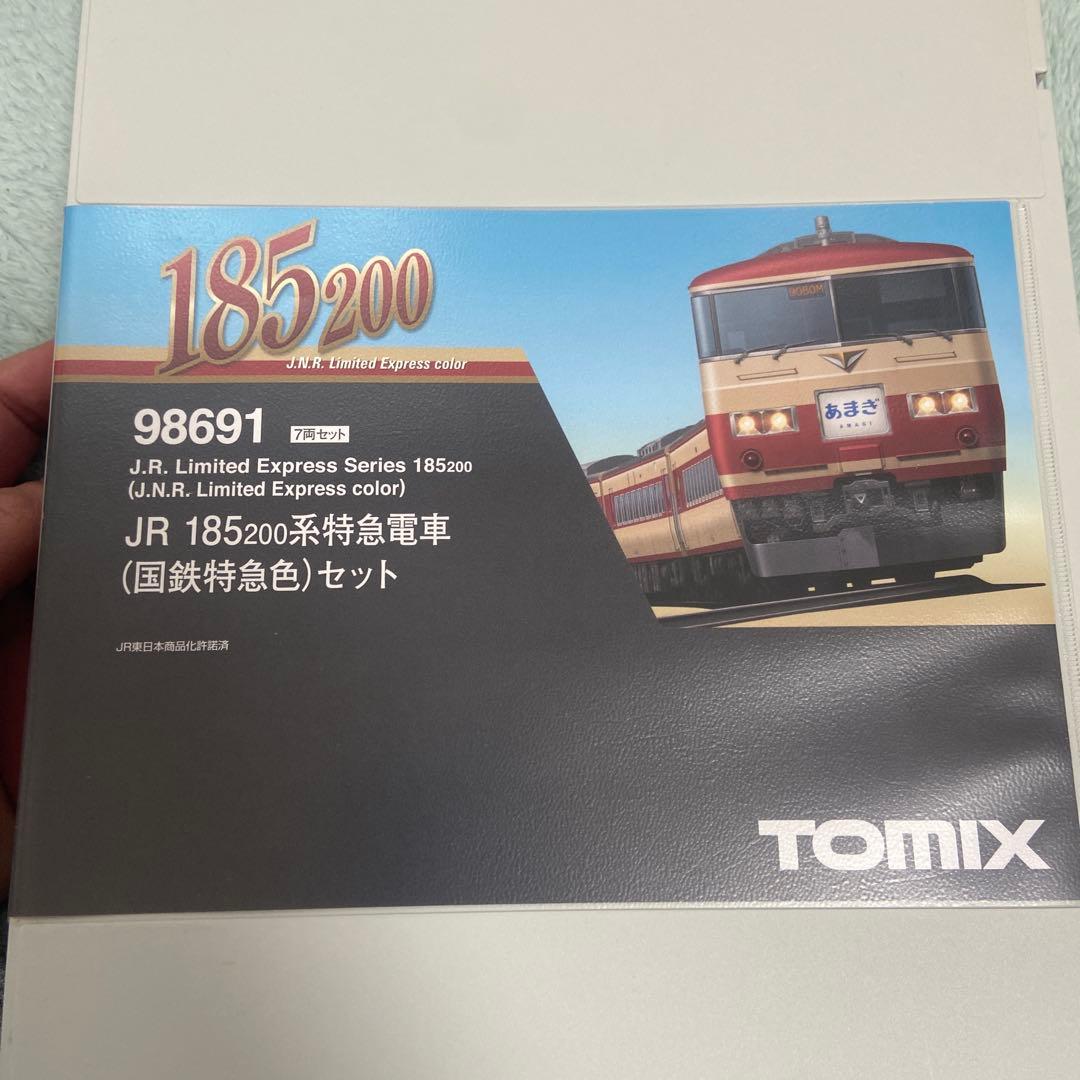 185200
J.N.R. Limited Express color
98691 7両セット
J.R. Limited Express Series 185200
(J.N.R. Limited Express color)
JR 185200系特急電車
(国鉄特急色)セット
JR東日本商品化許諾済
9080M
あまぎ
AMAGI
TOMIX